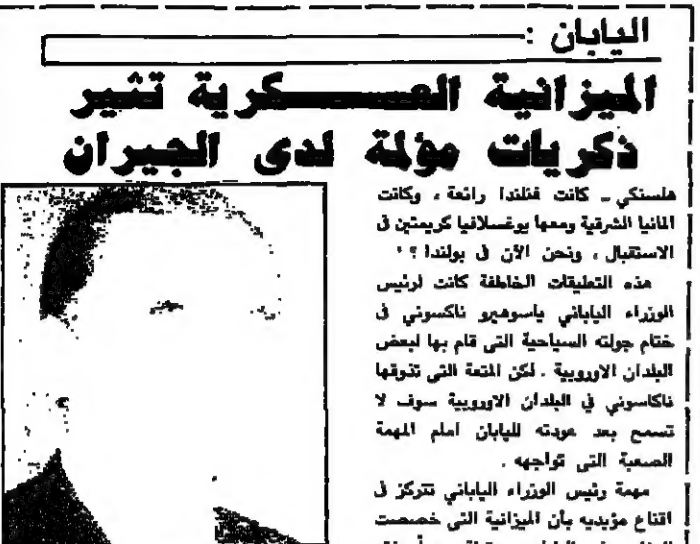 اليابان :
الميزانية العسكرية تثير
ذكريات مؤلمة لدى الجيران
هلسنكي - كانت فنلندا رائعة ، وكانت
المانيا الشرقية ومعها يوغسلافيا كريمتين في
الاستقبال ، ونحن الآن في بولندا ؟ '
هذه التعليقات الخاطفة كانت لرئيس
الوزراء الياباني ياسوهيرو ناكسوني في
ختام جولته السياحية التي قام بها لبعض
البلدان الاوروبية . لكن المتعة التي تذوقها
ناكاسوني في البلدان الاوروبية سوف لا
تسمح بعد عودته لليابان امام المهمة
الصعبة التي تواجهه .
مهمة رئيس الوزراء الياباني تتركز في
اقناع مؤيديه بأن الميزانية التي خصصت